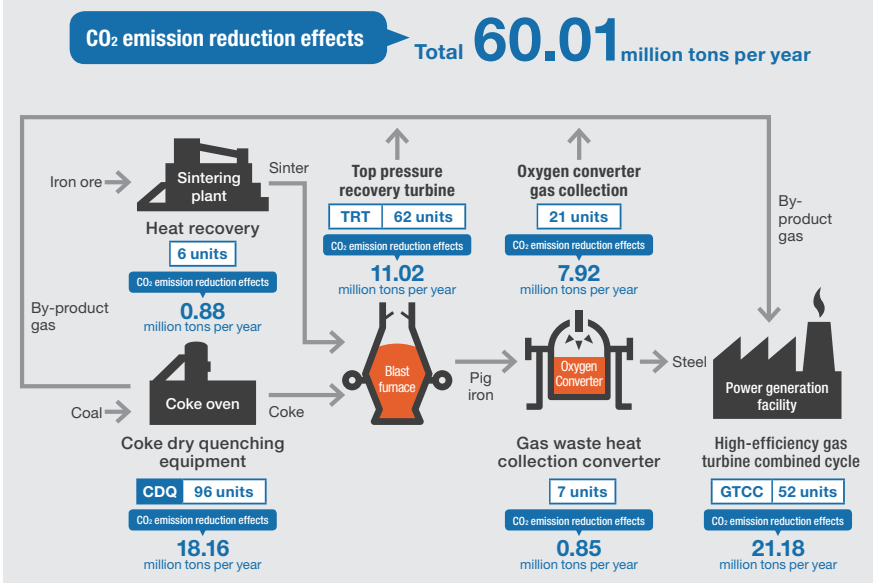 CO₂ emission reduction effects
Total 60.01 million tons per year
Iron ore
Sintering
plant
Sinter
Heat recovery
6 units
CO₂ emission reduction effects
0.88
million tons per year
Top pressure
recovery turbine
TRT 62 units
CO₂ emission reduction effects
11.02
million tons per year
Oxygen converter
gas collection
21 units
CO₂ emission reduction effects
7.92
million tons per year
By-
product
gas
By-product
gas
Coal
Coke oven
Coke
Blast
furnace
Pig
iron
Oxygen
Converter
Steel
Power generation
facility
Coke dry quenching
equipment
CDQ 96 units
CO₂ emission reduction effects
18.16
million tons per year
Gas waste heat
collection converter
7 units
CO₂ emission reduction effects
0.85
million tons per year
High-efficiency gas
turbine combined cycle
GTCC 52 units
CO₂ emission reduction effects
21.18
million tons per year